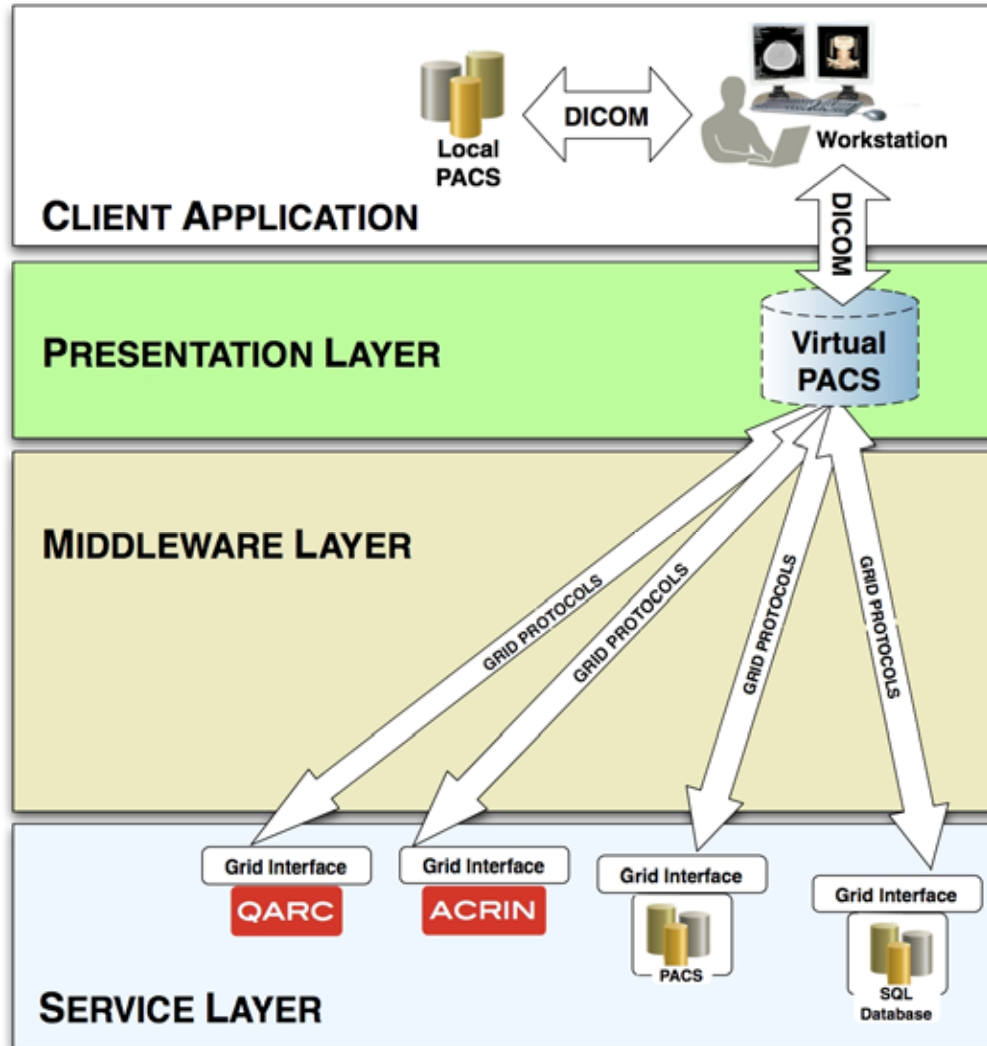 DICOM
Local
PACS
Workstation
CLIENT APPLICATION
DICOM
PRESENTATION LAYER
Virtual
PACS
MIDDLEWARE LAYER
GRID PROTOCOLS
GRID PROTOCOLS
GRID PROTOCOLS
GRID PROTOCOLS
Grid Interface
QARC
Grid Interface
ACRIN
Grid Interface
PACS
Grid Interface
SQL
Database
SERVICE LAYER